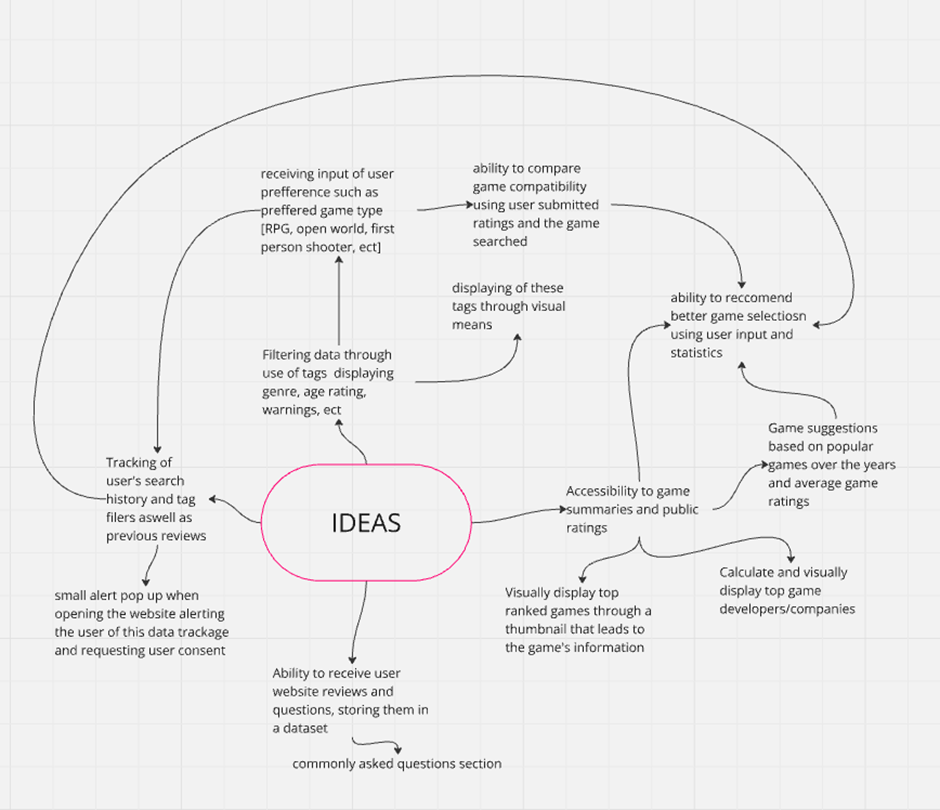 receiving input of user
prefference such as
preffered game type
[RPG, open world, first
person shooter, ect]
ability to compare
game compatibility
using user submitted
ratings and the game
searched
displaying of these
tags through visual
means
ability to reccomend
better game selectiosn
using user input and
statistics
Filtering data through
use of tags displaying
genre, age rating,
warnings, ect
Game suggestions
based on popular
games over the years
and average game
ratings
Tracking of
user's search
history and tag
filers aswell as
previous reviews
IDEAS
Accessibility to game
summaries and public
ratings
small alert pop up when
opening the website alerting
the user of this data trackage
and requesting user consent
Visually display top
ranked games through a
thumbnail that leads to
the game's information
Calculate and visually
display top game
developers/companies
Ability to receive user
website reviews and
questions, storing them in
a dataset
commonly asked questions section